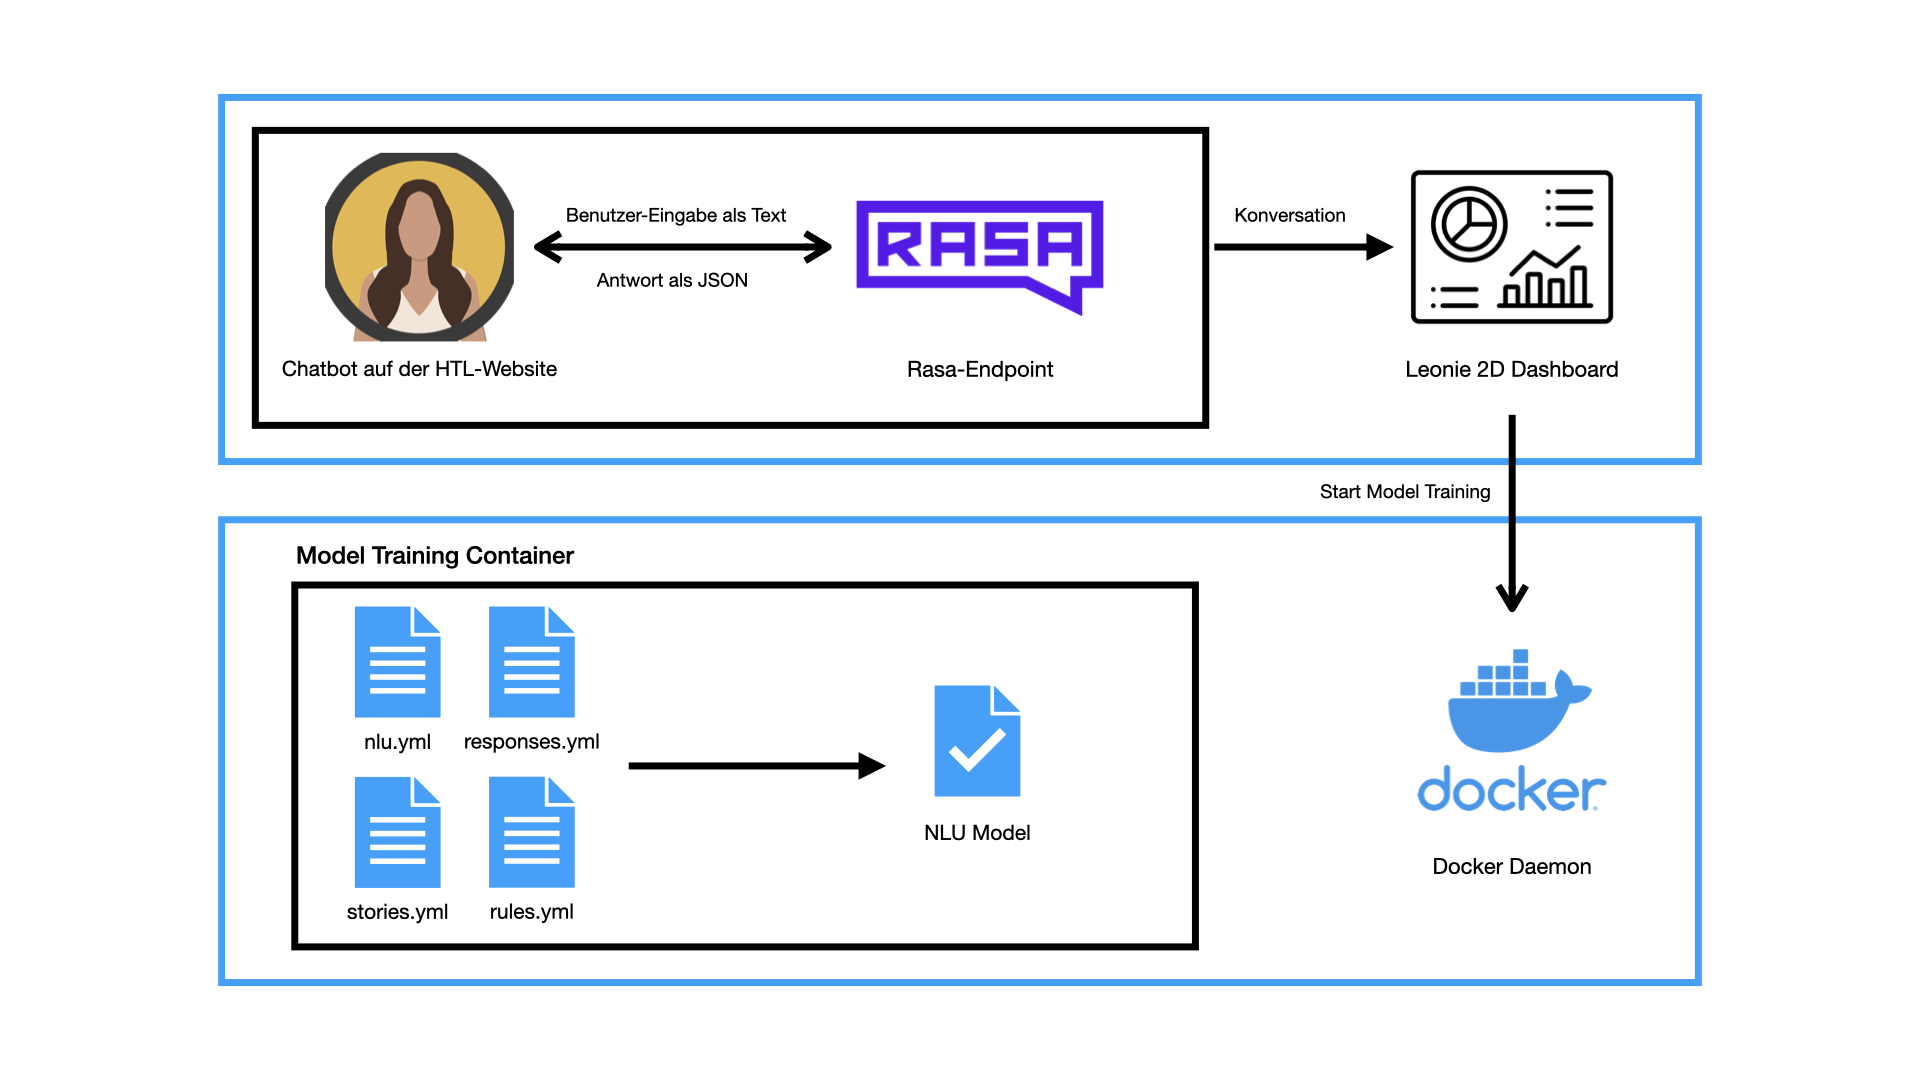 Benutzer-Eingabe als Text
Antwort als JSON
RASA
Konversation
Chatbot auf der HTL-Website
Rasa-Endpoint
Leonie 2D Dashboard
Start Model Training
Model Training Container
nlu.yml
responses.yml
stories.yml
rules.yml
NLU Model
docker
Docker Daemon